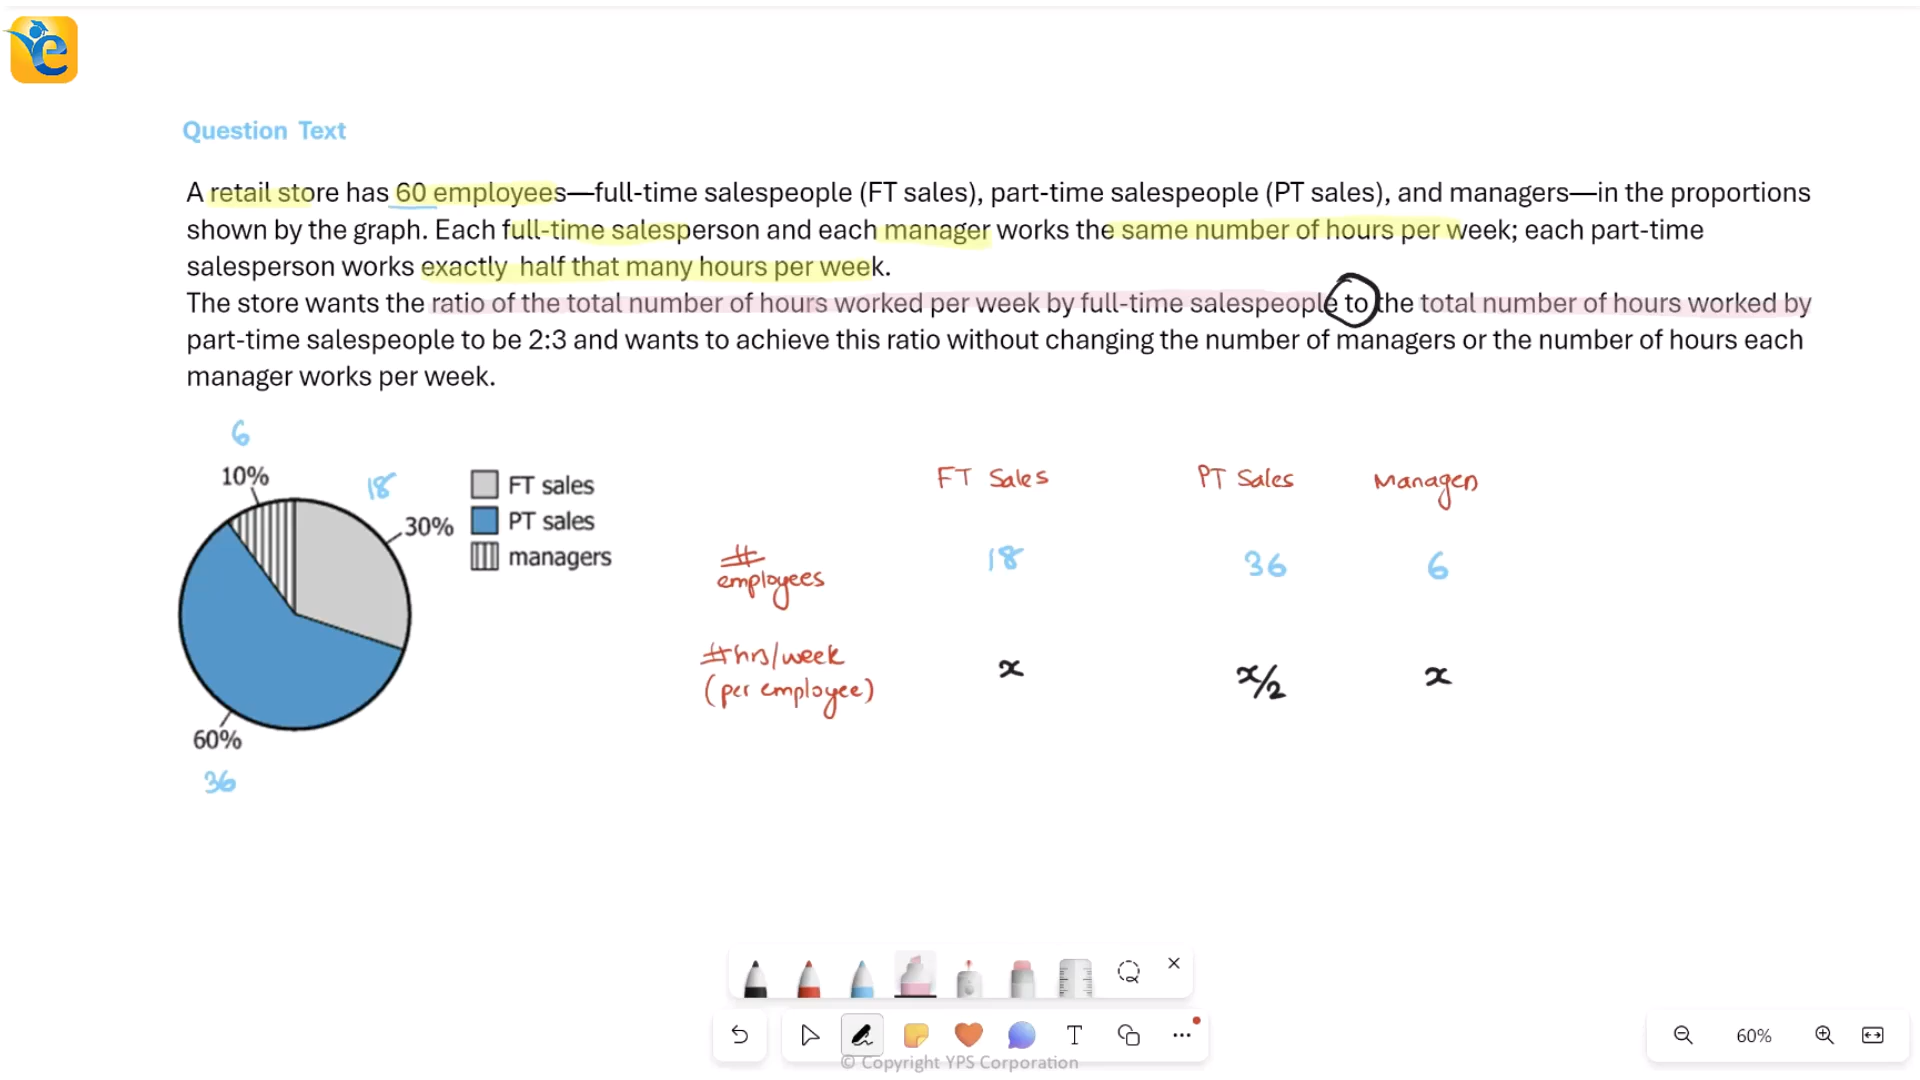 Question Text
A retail store has 60 employees—full-time salespeople (FT sales), part-time salespeople (PT sales), and managers—in the proportions
shown by the graph. Each full-time salesperson and each manager works the same number of hours per week; each part-time
salesperson works exactly half that many hours per week.
The store wants the ratio of the total number of hours worked per week by full-time salespeople to the total number of hours worked by
part-time salespeople to be 2:3 and wants to achieve this ratio without changing the number of managers or the number of hours each
manager works per week.
6
10%
18
30%
60%
36
FT sales
PT sales
managers
FT Sales PT Sales Managers
# employees 18 36 6
#hrs/week (per employee) x x/2 x
60%
© Copyright YPS Corporation